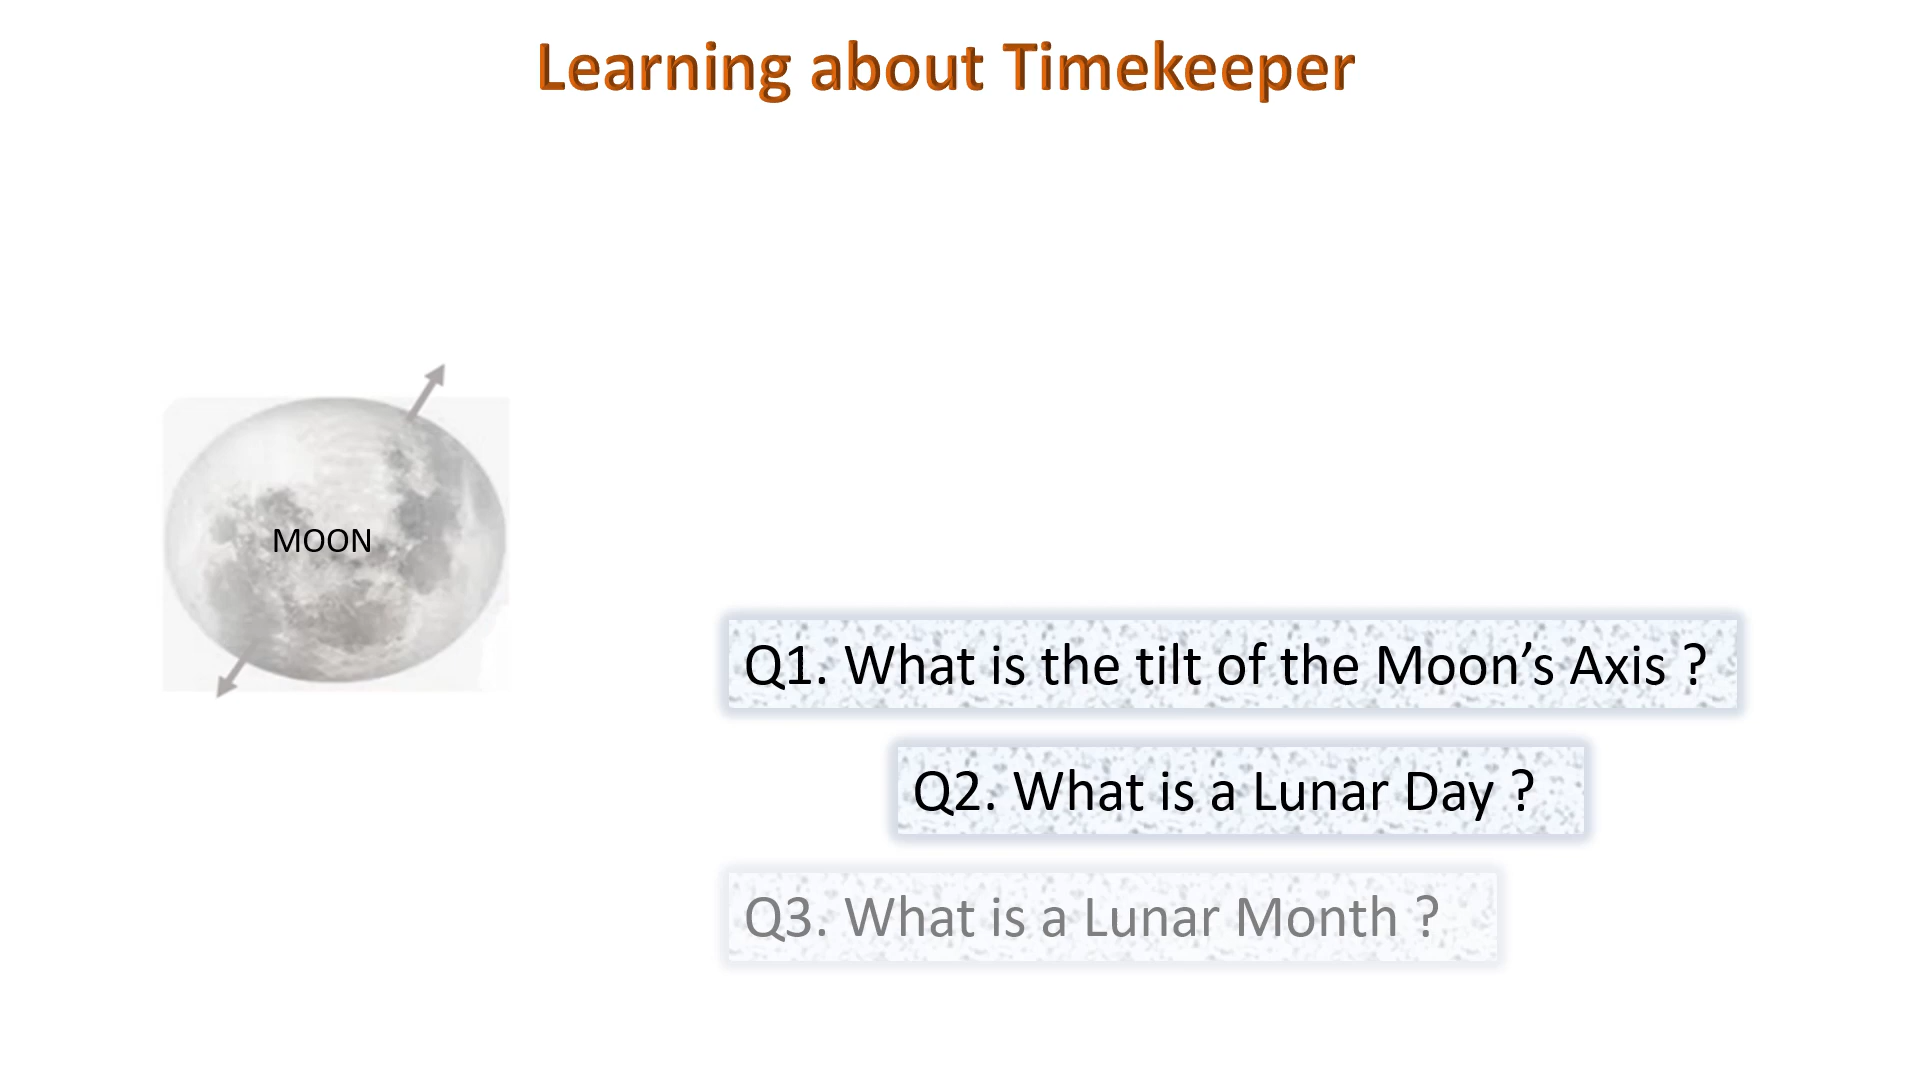 Learning about Timekeeper
MOON
Q1. What is the tilt of the Moon’s Axis ?
Q2. What is a Lunar Day ?
Q3. What is a Lunar Month ?